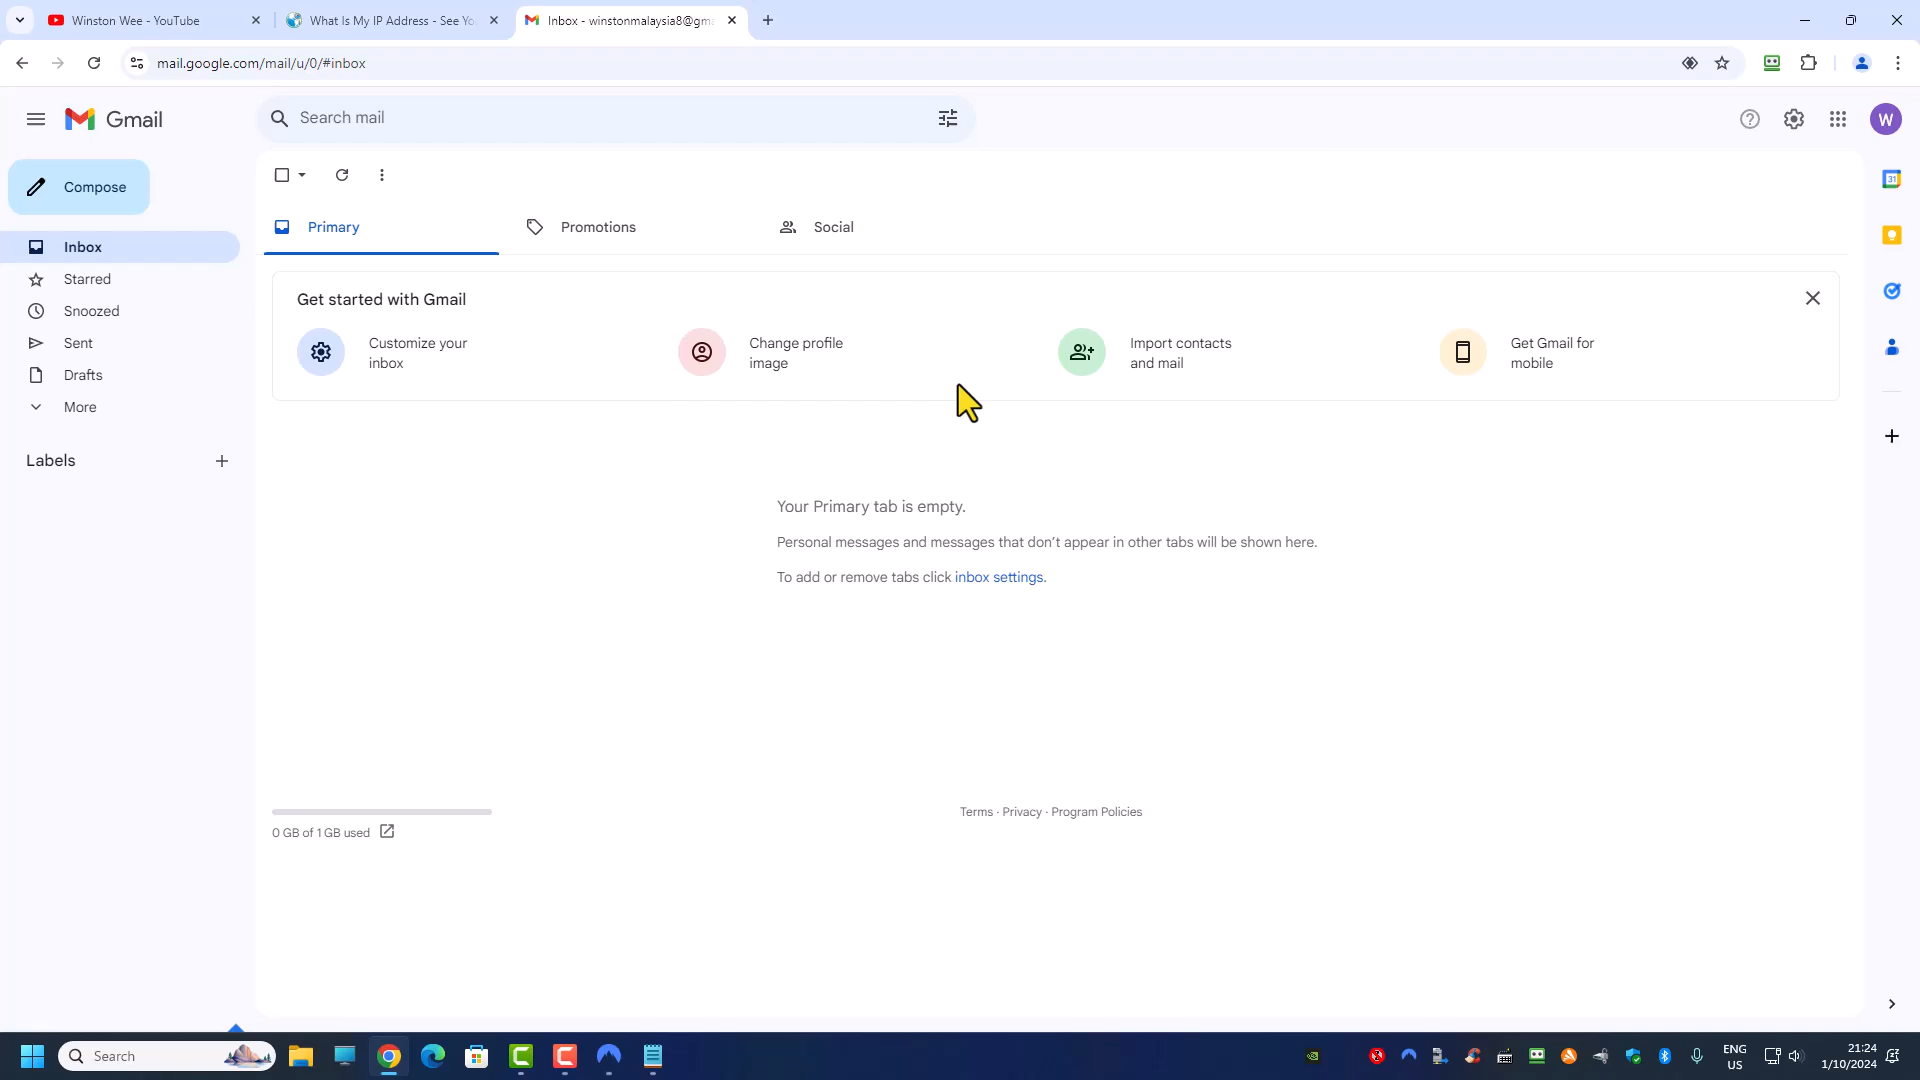 Winston Wee - YouTube
What Is My IP Address - See Yo
Inbox - winstonmalaysia8@gma
mail.google.com/mail/u/0/#inbox
Gmail
Search mail
W
Compose
Inbox
Starred
Snoozed
Sent
Drafts
More
Labels
Primary
Promotions
Social
31
Get started with Gmail
Customize your
inbox
Change profile
image
Import contacts
and mail
Get Gmail for
mobile
Your Primary tab is empty.
Personal messages and messages that don't appear in other tabs will be shown here.
To add or remove tabs click inbox settings.
0 GB of 1 GB used
Terms · Privacy · Program Policies
Search
ENG
US
21:24
1/10/2024